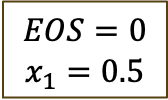 EOS = 0
x₁ = 0.5